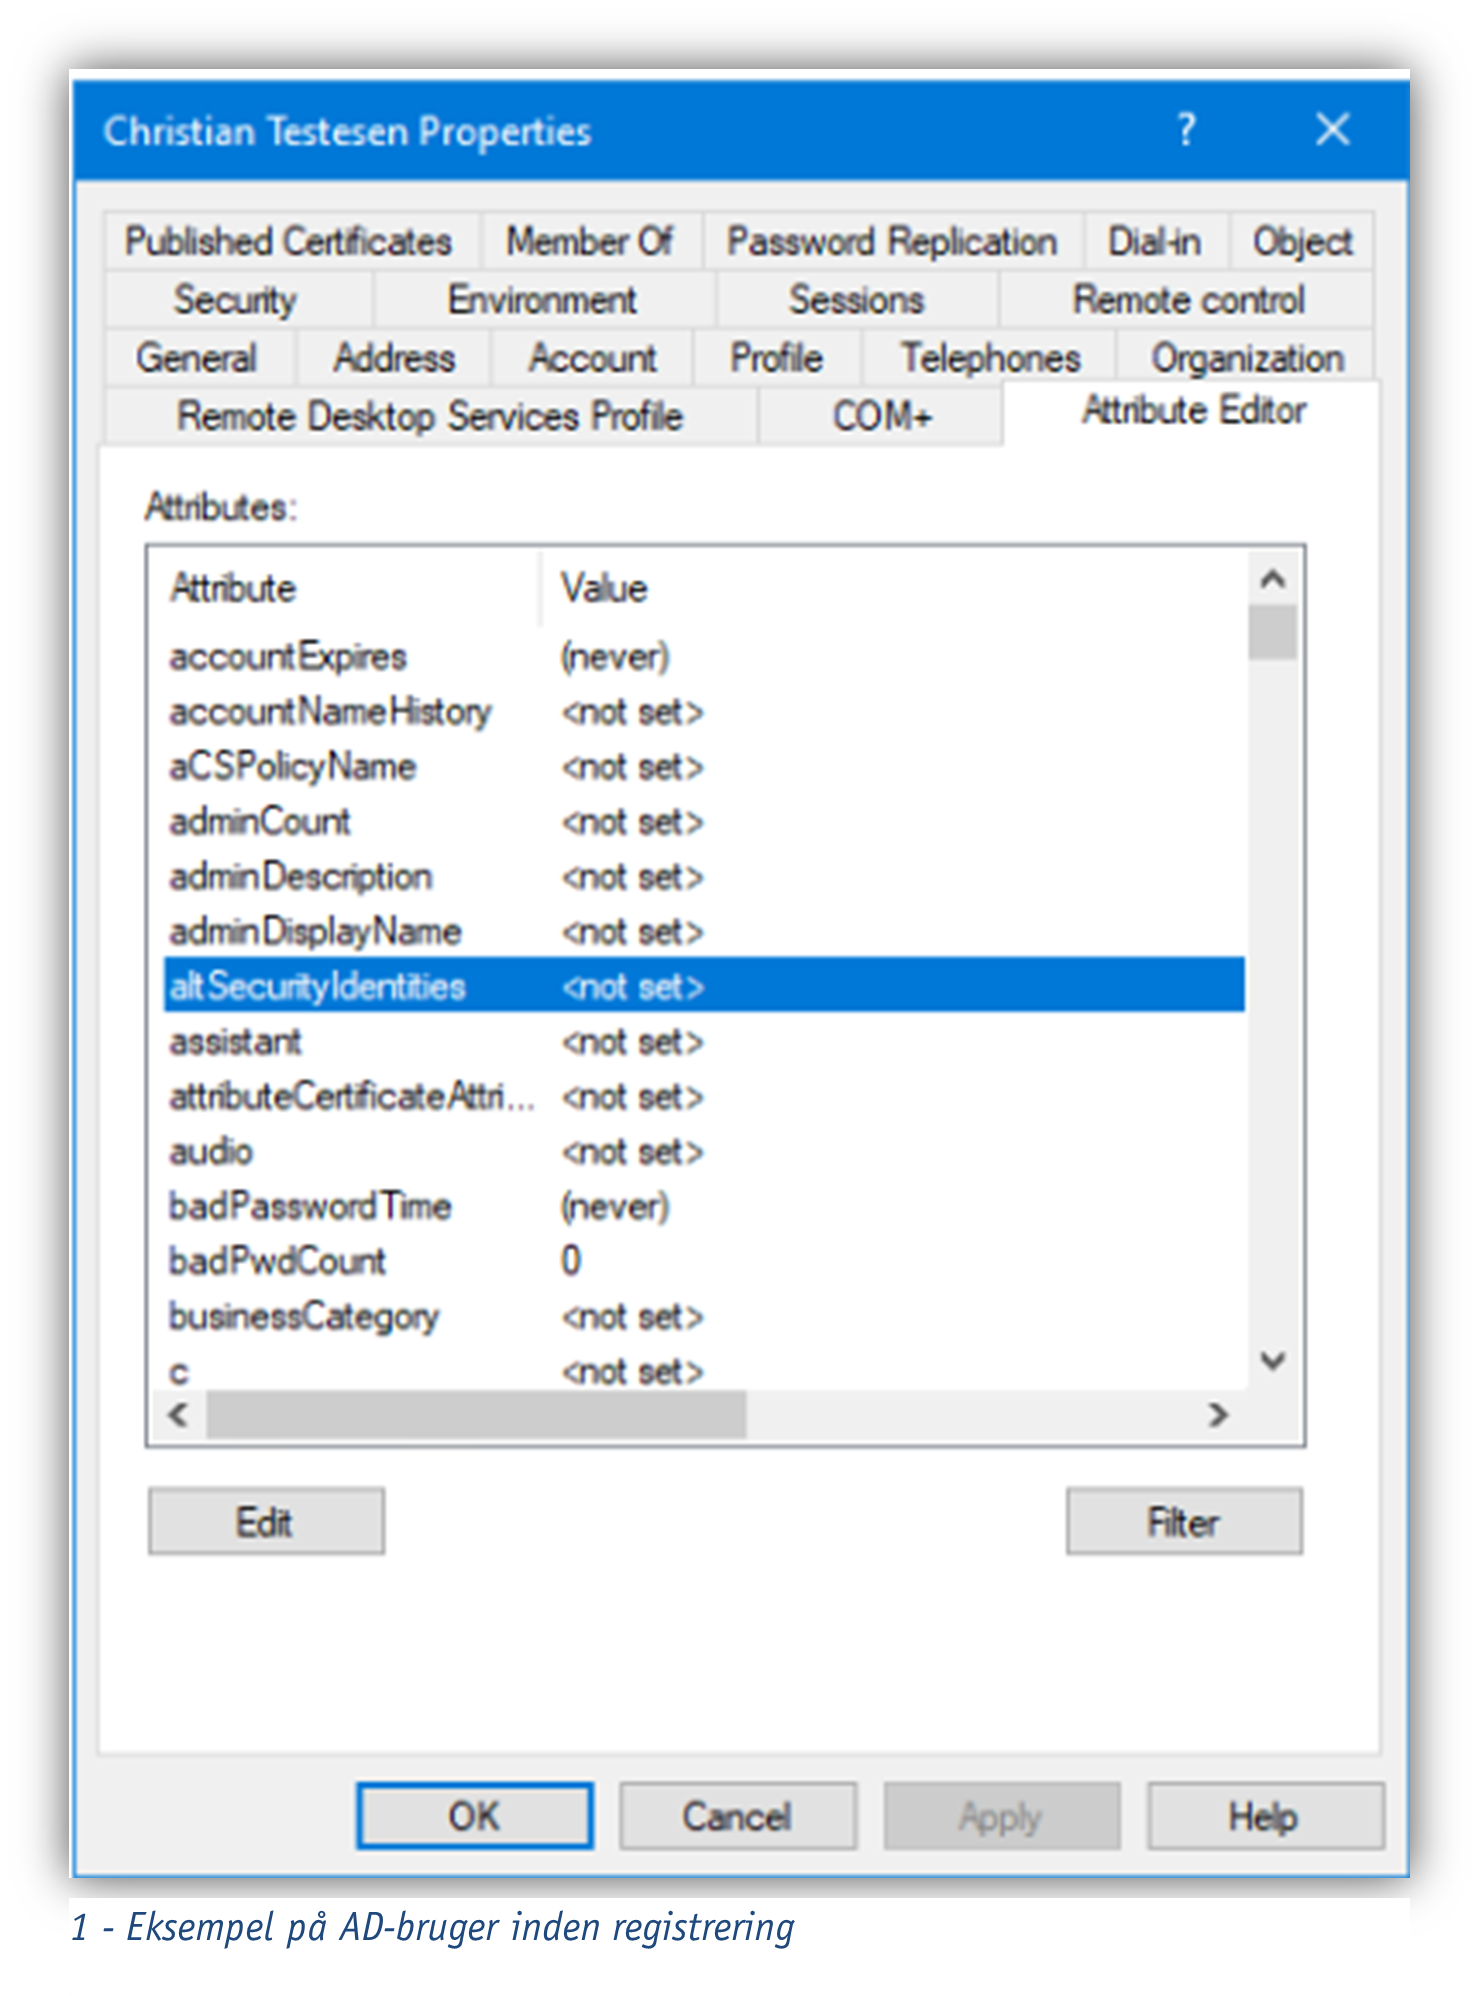 Christian Testesen Properties ?
Published Certificates Member Of Password Replication Dial-in Object
Security Environment Sessions Remote control
General Address Account Profile Telephones Organization
Remote Desktop Services Profile COM+ Attribute Editor
Attributes:
Attribute Value
accountExpires (never)
accountNameHistory <not set>
aCSPolicyName <not set>
adminCount <not set>
adminDescription <not set>
adminDisplayName <not set>
altSecurityIdentities <not set>
assistant <not set>
attributeCertificateAttri... <not set>
audio <not set>
badPasswordTime (never)
badPwdCount 0
businessCategory <not set>
c <not set>
Edit Filter
OK Cancel Apply Help
1 - Eksempel på AD-bruger inden registrering